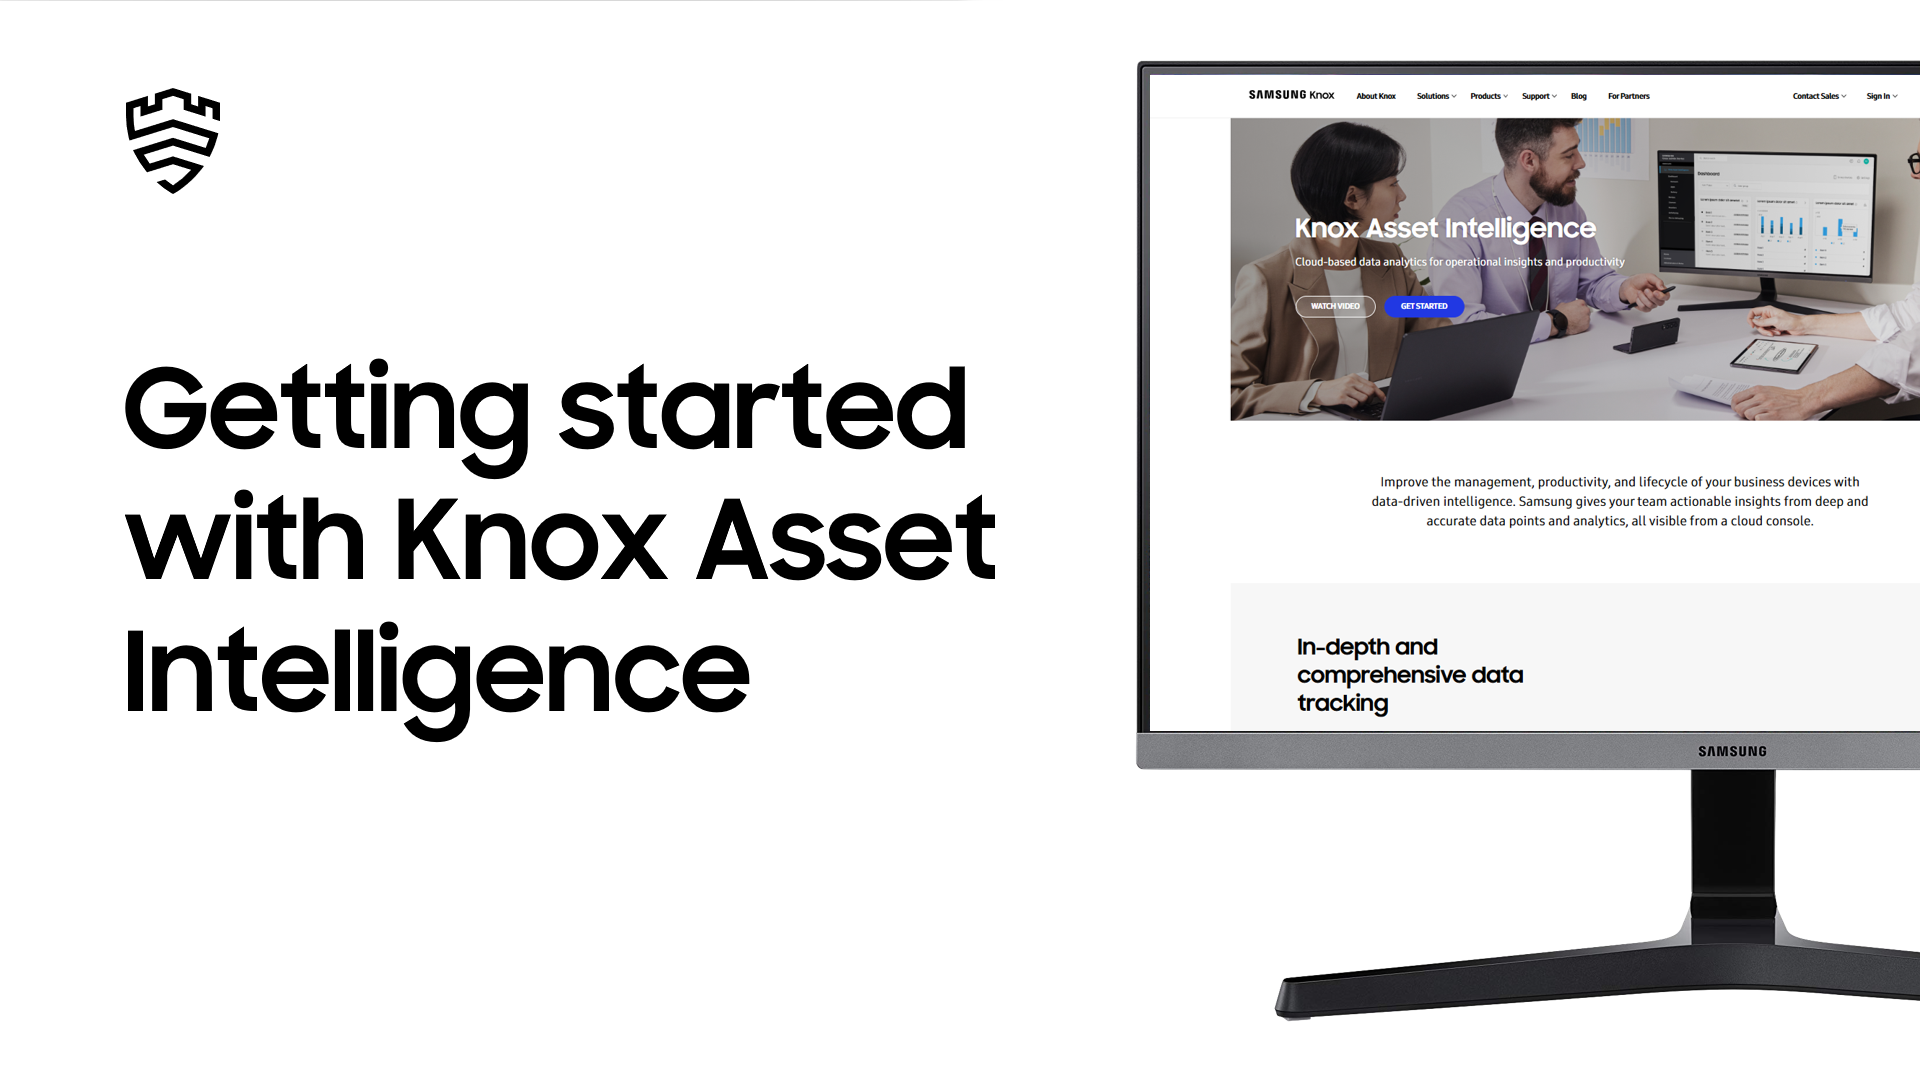 Getting started
with Knox Asset
Intelligence
SAMSUNG Knox
About Knox
Solutions
Products
Support
Blog
For Partners
Contact Sales
Sign In
Knox Asset Intelligence
Cloud-based data analytics for operational insights and productivity
WATCH VIDEO
GET STARTED
Dashboard
Improve the management, productivity, and lifecycle of your business devices with
data-driven intelligence. Samsung gives your team actionable insights from deep and
accurate data points and analytics, all visible from a cloud console.
In-depth and
comprehensive data
tracking
SAMSUNG